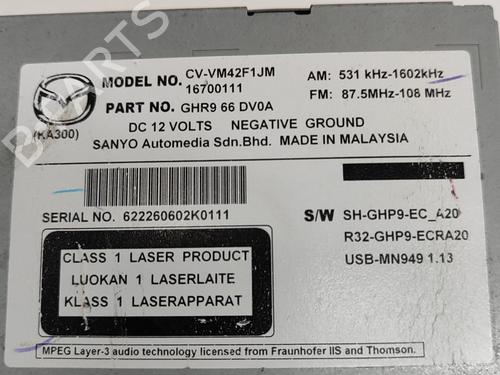 MODEL NO. CV-VM42F1JM
16700111
AM: 531 kHz-1602kHz
PART NO. GHR9 66 DV0A
FM: 87.5MHz-108 MHz
(KA300)
DC 12 VOLTS NEGATIVE GROUND
SANYO Automedia Sdn.Bhd. MADE IN MALAYSIA
SERIAL NO. 622260602K0111
S/W SH-GHP9-EC_A20
R32-GHP9-ECRA20
USB-MN949 1.13
CLASS 1 LASER PRODUCT
LUOKAN 1 LASERLAITE
KLASS 1 LASERAPPARAT
MPEG Layer-3 audio technology licensed from Fraunhofer IIS and Thomson.
B-PARTS